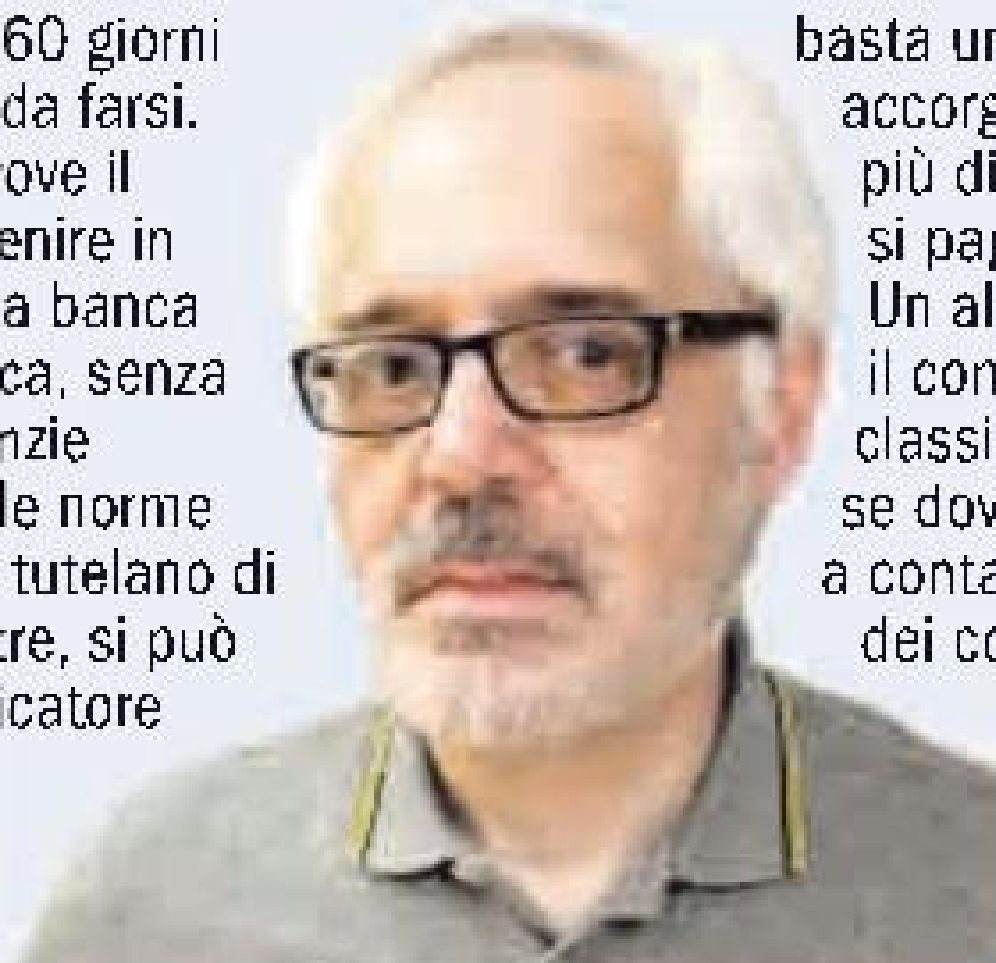 60 giorni
da farsi.
ove il
enire in
a banca
ca, senza
nzie
le norme
tutelano di
tre, si può
icatore
basta un
accorg
più di
si pag
Un al
il con
classi
se dov
a conta
dei co